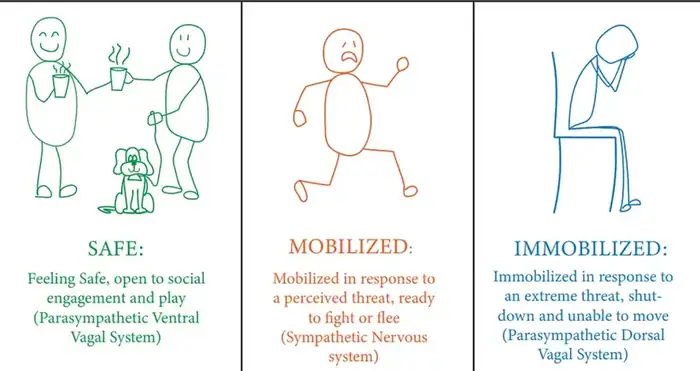 SAFE:
Feeling Safe, open to social
engagement and play
(Parasympathetic Ventral
Vagal System)
MOBILIZED:
Mobilized in response to
a perceived threat, ready
to fight or flee
(Sympathetic Nervous
system)
IMMOBILIZED:
Immobilized in response to
an extreme threat, shut-
down and unable to move
(Parasympathetic Dorsal
Vagal System)